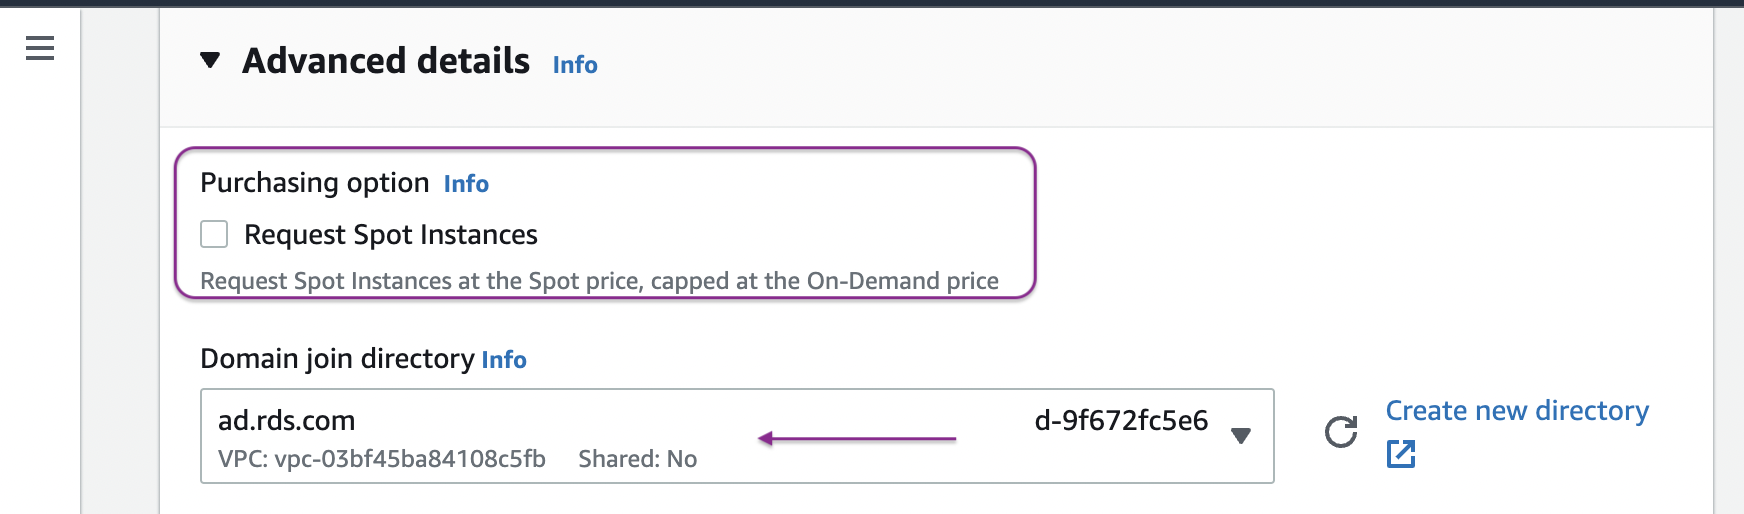 Advanced details Info
Purchasing option Info
Request Spot Instances
Request Spot Instances at the Spot price, capped at the On-Demand price
Domain join directory Info
ad.rds.com d-9f672fc5e6
VPC: vpc-03bf45ba84108c5fb Shared: No
Create new directory